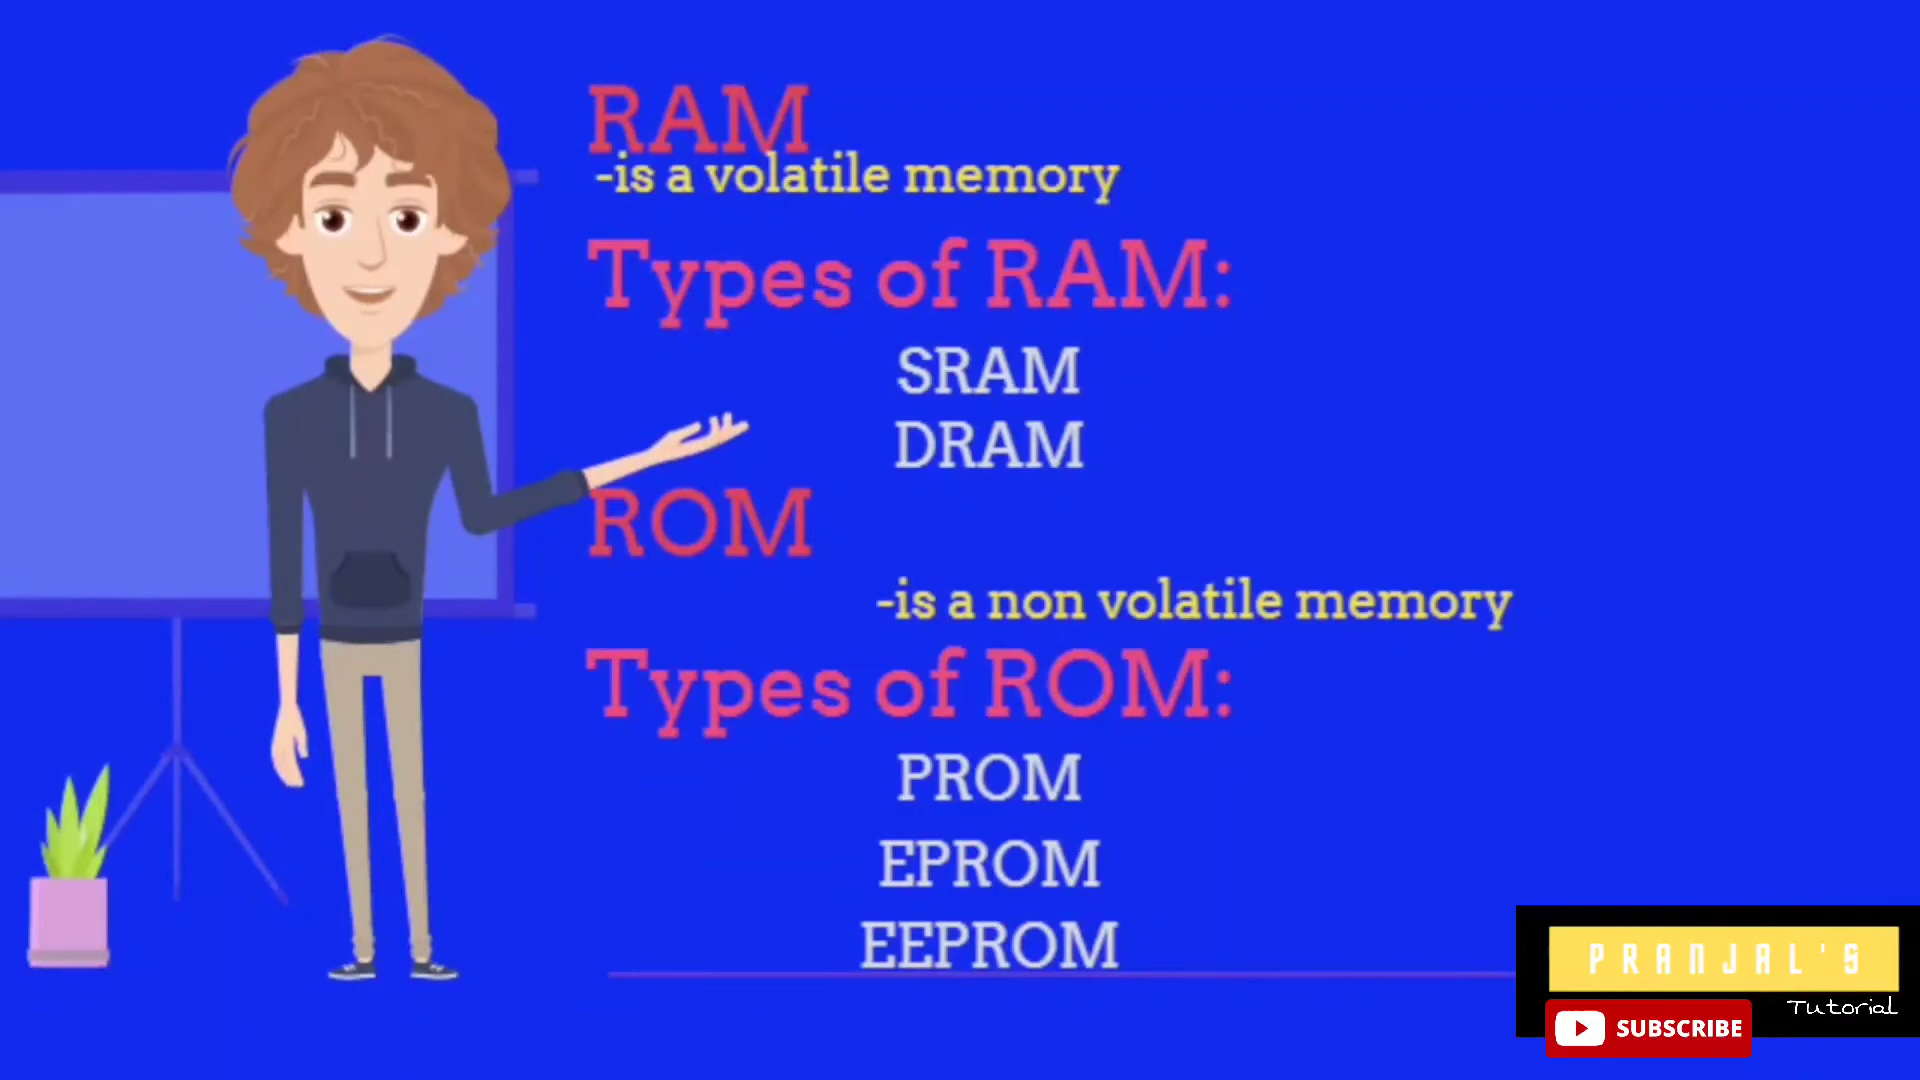 RAM
-is a volatile memory
Types of RAM:
SRAM
DRAM
ROM
-is a non volatile memory
Types of ROM:
PROM
EPROM
EEPROM
PRANJAL'S
Tutorial
SUBSCRIBE